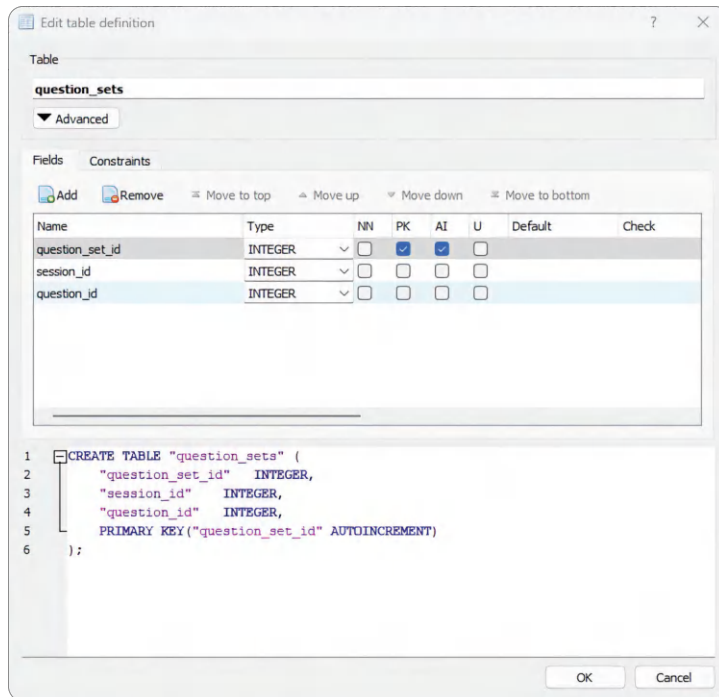 Edit table definition ? ×
Table
question_sets
Advanced
Fields Constraints
Add Remove Move to top Move up Move down Move to bottom
Name Type NN PK AI U Default Check
question_set_id INTEGER
session_id INTEGER
question_id INTEGER
1 CREATE TABLE "question_sets" (
2 "question_set_id" INTEGER,
3 "session_id" INTEGER,
4 "question_id" INTEGER,
5 PRIMARY KEY("question_set_id" AUTOINCREMENT)
6 );
OK Cancel